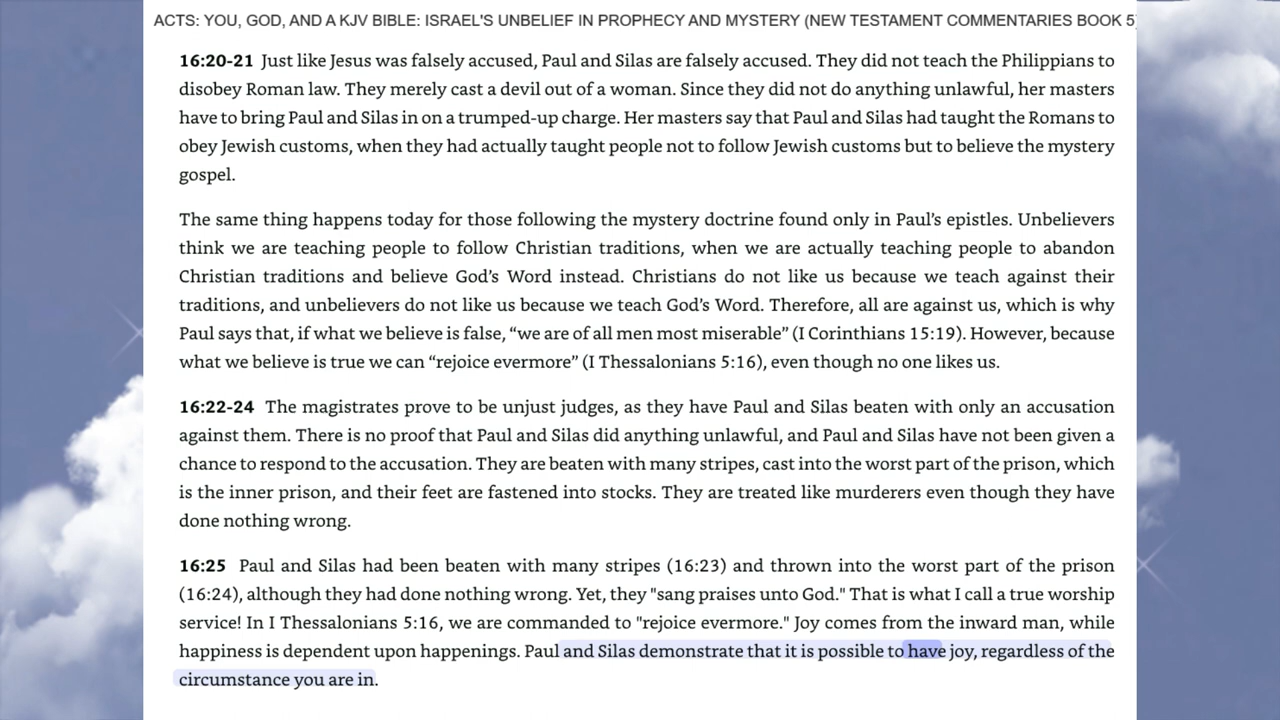 ACTS: YOU, GOD, AND A KJV BIBLE: ISRAEL'S UNBELIEF IN PROPHECY AND MYSTERY (NEW TESTAMENT COMMENTARIES BOOK 5)
16:20-21 Just like Jesus was falsely accused, Paul and Silas are falsely accused. They did not teach the Philippians to
disobey Roman law. They merely cast a devil out of a woman. Since they did not do anything unlawful, her masters
have to bring Paul and Silas in on a trumped-up charge. Her masters say that Paul and Silas had taught the Romans to
obey Jewish customs, when they had actually taught people not to follow Jewish customs but to believe the mystery
gospel.
The same thing happens today for those following the mystery doctrine found only in Paul's epistles. Unbelievers
think we are teaching people to follow Christian traditions, when we are actually teaching people to abandon
Christian traditions and believe God's Word instead. Christians do not like us because we teach against their
traditions, and unbelievers do not like us because we teach God's Word. Therefore, all are against us, which is why
Paul says that, if what we believe is false, “we are of all men most miserable” (I Corinthians 15:19). However, because
what we believe is true we can “rejoice evermore” (I Thessalonians 5:16), even though no one likes us.
16:22-24 The magistrates prove to be unjust judges, as they have Paul and Silas beaten with only an accusation
against them. There is no proof that Paul and Silas did anything unlawful, and Paul and Silas have not been given a
chance to respond to the accusation. They are beaten with many stripes, cast into the worst part of the prison, which
is the inner prison, and their feet are fastened into stocks. They are treated like murderers even though they have
done nothing wrong.
16:25 Paul and Silas had been beaten with many stripes (16:23) and thrown into the worst part of the prison
(16:24), although they had done nothing wrong. Yet, they "sang praises unto God." That is what I call a true worship
service! In I Thessalonians 5:16, we are commanded to "rejoice evermore." Joy comes from the inward man, while
happiness is dependent upon happenings. Paul and Silas demonstrate that it is possible to have joy, regardless of the
circumstance you are in.